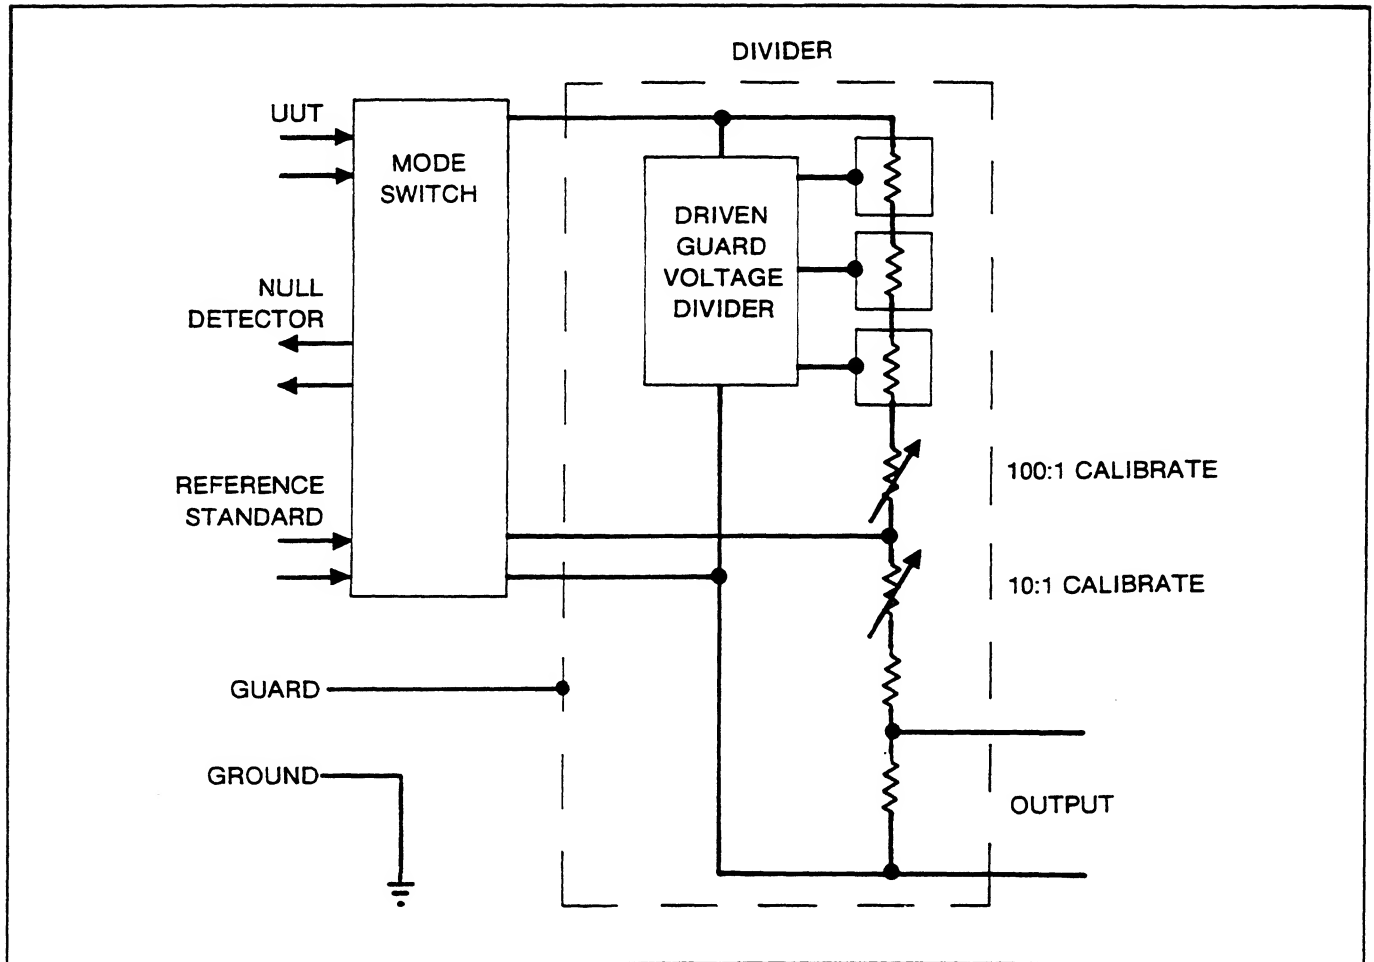 DIVIDER
UUT
MODE
SWITCH
DRIVEN
GUARD
VOLTAGE
DIVIDER
NULL
DETECTOR
REFERENCE
STANDARD
100:1 CALIBRATE
10:1 CALIBRATE
GUARD
GROUND
OUTPUT